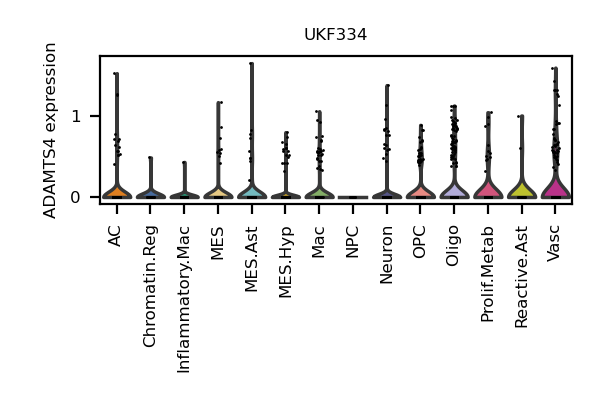 UKF334
ADAMTS4 expression
1
0
AC
Chromatin.Reg
Inflammatory.Mac
MES
MES.Ast
MES.Hyp
Mac
NPC
Neuron
OPC
Oligo
Prolif.Metab
Reactive.Ast
Vasc